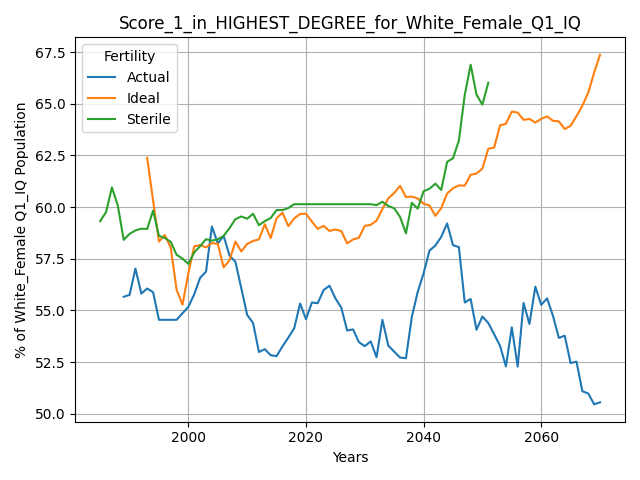 Score_1_in_HIGHEST_DEGREE_for_White_Female_Q1_IQ
% of White_Female Q1_IQ Population
67.5
65.0
62.5
60.0
57.5
55.0
52.5
50.0
Fertility
Actual
Ideal
Sterile
2000
2020
2040
2060
Years